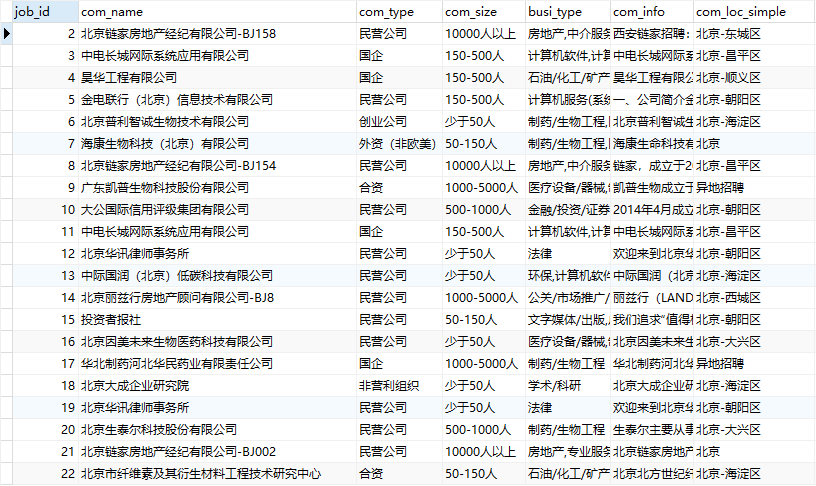 job_id com_name com_type com_size busi_type com_info com_loc_simple
2 北京链家房地产经纪有限公司-BJ158 民营公司 10000人以上 房地产,中介服务 西安链家招聘： 北京-东城区
3 中电长城网际系统应用有限公司 国企 150-500人 计算机软件,计算 中电长城网际系 北京-昌平区
4 昊华工程有限公司 国企 150-500人 石油/化工/矿产 昊华工程有限公 北京-顺义区
5 金电联行（北京）信息技术有限公司 民营公司 150-500人 计算机服务(系统 一、公司简介金 北京-朝阳区
6 北京普利智诚生物技术有限公司 创业公司 少于50人 制药/生物工程, 北京普利智诚生 北京-海淀区
7 海康生物科技（北京）有限公司 外资（非欧美） 50-150人 制药/生物工程, 海康生命科技有 北京
8 北京链家房地产经纪有限公司-BJ154 民营公司 10000人以上 房地产,中介服务 链家，成立于20 北京-昌平区
9 广东凯普生物科技股份有限公司 合资 1000-5000人 医疗设备/器械, 凯普生物成立于 异地招聘
10 大公国际信用评级集团有限公司 民营公司 500-1000人 金融/投资/证券 2014年4月成立 北京-朝阳区
11 中电长城网际系统应用有限公司 国企 150-500人 计算机软件,计算 中电长城网际系 北京-昌平区
12 北京华讯律师事务所 民营公司 少于50人 法律 欢迎来到北京华 北京-朝阳区
13 中际国润（北京）低碳科技有限公司 民营公司 少于50人 环保,计算机软件 中际国润（北京 北京-海淀区
14 北京丽兹行房地产顾问有限公司-BJ8 民营公司 1000-5000人 公关/市场推广/ 丽兹行（LAND 北京-西城区
15 投资者报社 民营公司 50-150人 文字媒体/出版, 我们追求“值得 北京-朝阳区
16 北京因美未来生物医药科技有限公司 民营公司 少于50人 医疗设备/器械, 北京因美未来生 北京-大兴区
17 华北制药河北华民药业有限责任公司 国企 1000-5000人 制药/生物工程 华北制药河北华 异地招聘
18 北京大成企业研究院 非营利组织 少于50人 学术/科研 北京大成企业研 北京-海淀区
19 北京华讯律师事务所 民营公司 少于50人 法律 欢迎来到北京华 北京-朝阳区
20 北京生泰尔科技股份有限公司 民营公司 500-1000人 制药/生物工程 生泰尔主要从事 北京-大兴区
21 北京链家房地产经纪有限公司-BJ002 民营公司 10000人以上 房地产,专业服务 北京链家房地产 北京
22 北京市纤维素及其衍生材料工程技术研究中心 合资 50-150人 石油/化工/矿产 北京北方世纪纤 北京-海淀区